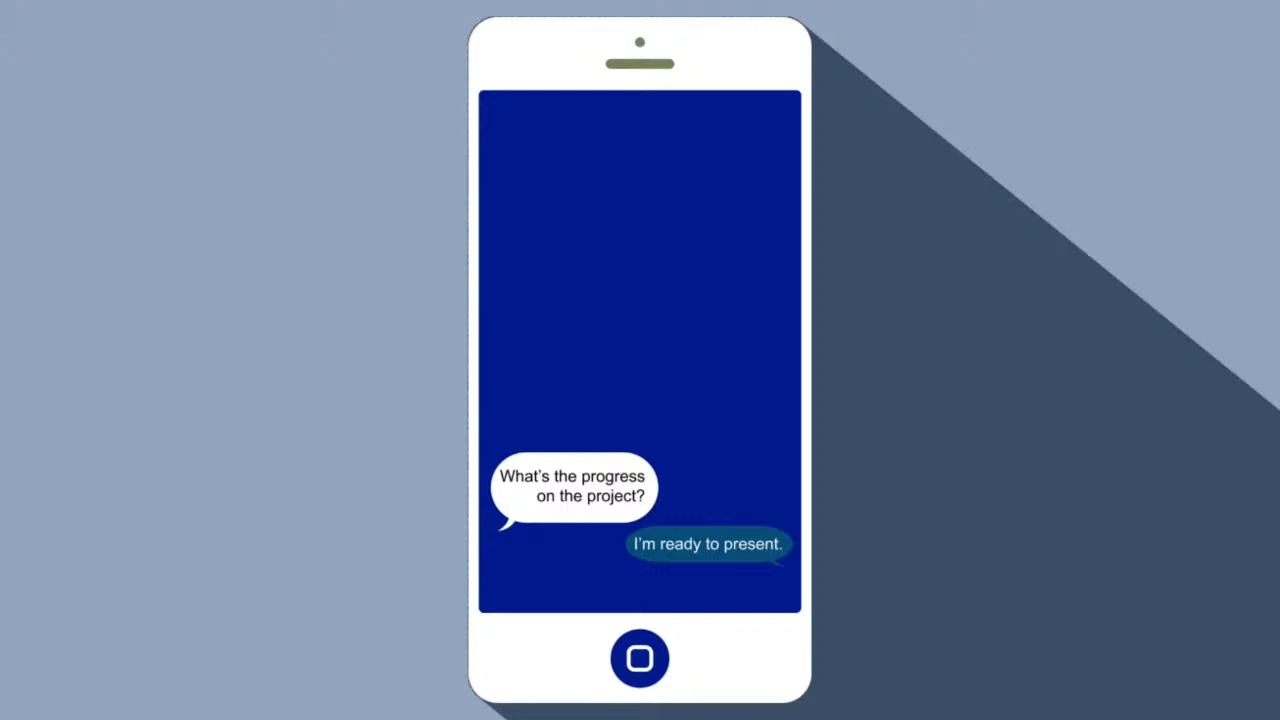 What’s the progress
on the project?
I’m ready to present.